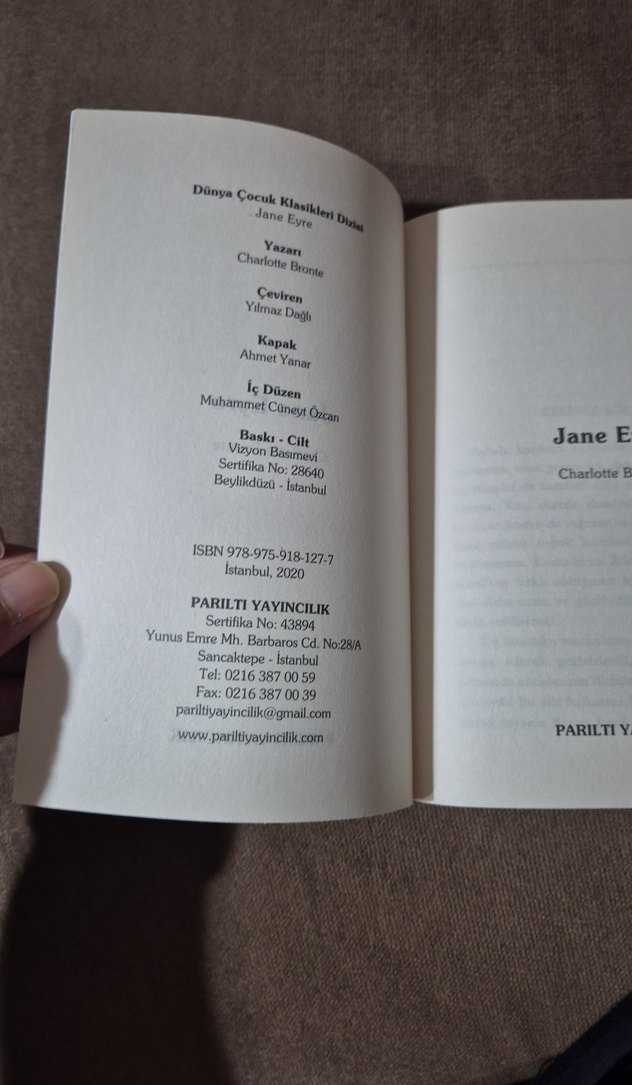 Dünya Çocuk Klasikleri Dizisi
Jane Eyre
Yazarı
Charlotte Bronte
Çeviren
Yılmaz Dağlı
Kapak
Ahmet Yanar
İç Düzen
Muhammet Cüneyt Özcan
Baskı - Cilt
Vizyon Basımevi
Sertifika No: 28640
Beylikdüzü - İstanbul
ISBN 978-975-918-127-7
İstanbul, 2020
PARILTI YAYINCILIK
Sertifika No: 43894
Yunus Emre Mh. Barbaros Cd. No:28/A
Sancaktepe - İstanbul
Tel: 0216 387 00 59
Fax: 0216 387 00 39
pariltiyayincilik@gmail.com
www.pariltiyayincilik.com
Jane E
Charlotte B
PARILTI Y